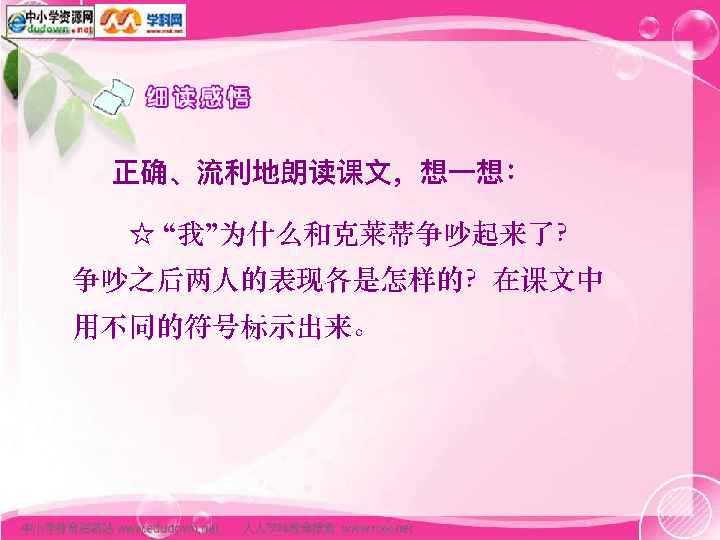 中小学资源网
dudown.net
学科网
www.nxk.net
细读感悟
正确、流利地朗读课文，想一想：
☆“我”为什么和克莱蒂争吵起来了？
争吵之后两人的表现各是怎样的？在课文中
用不同的符号标示出来。
中小学教育资源站 www.edudown.net 人人学科教育搜索 www.rrxk.net